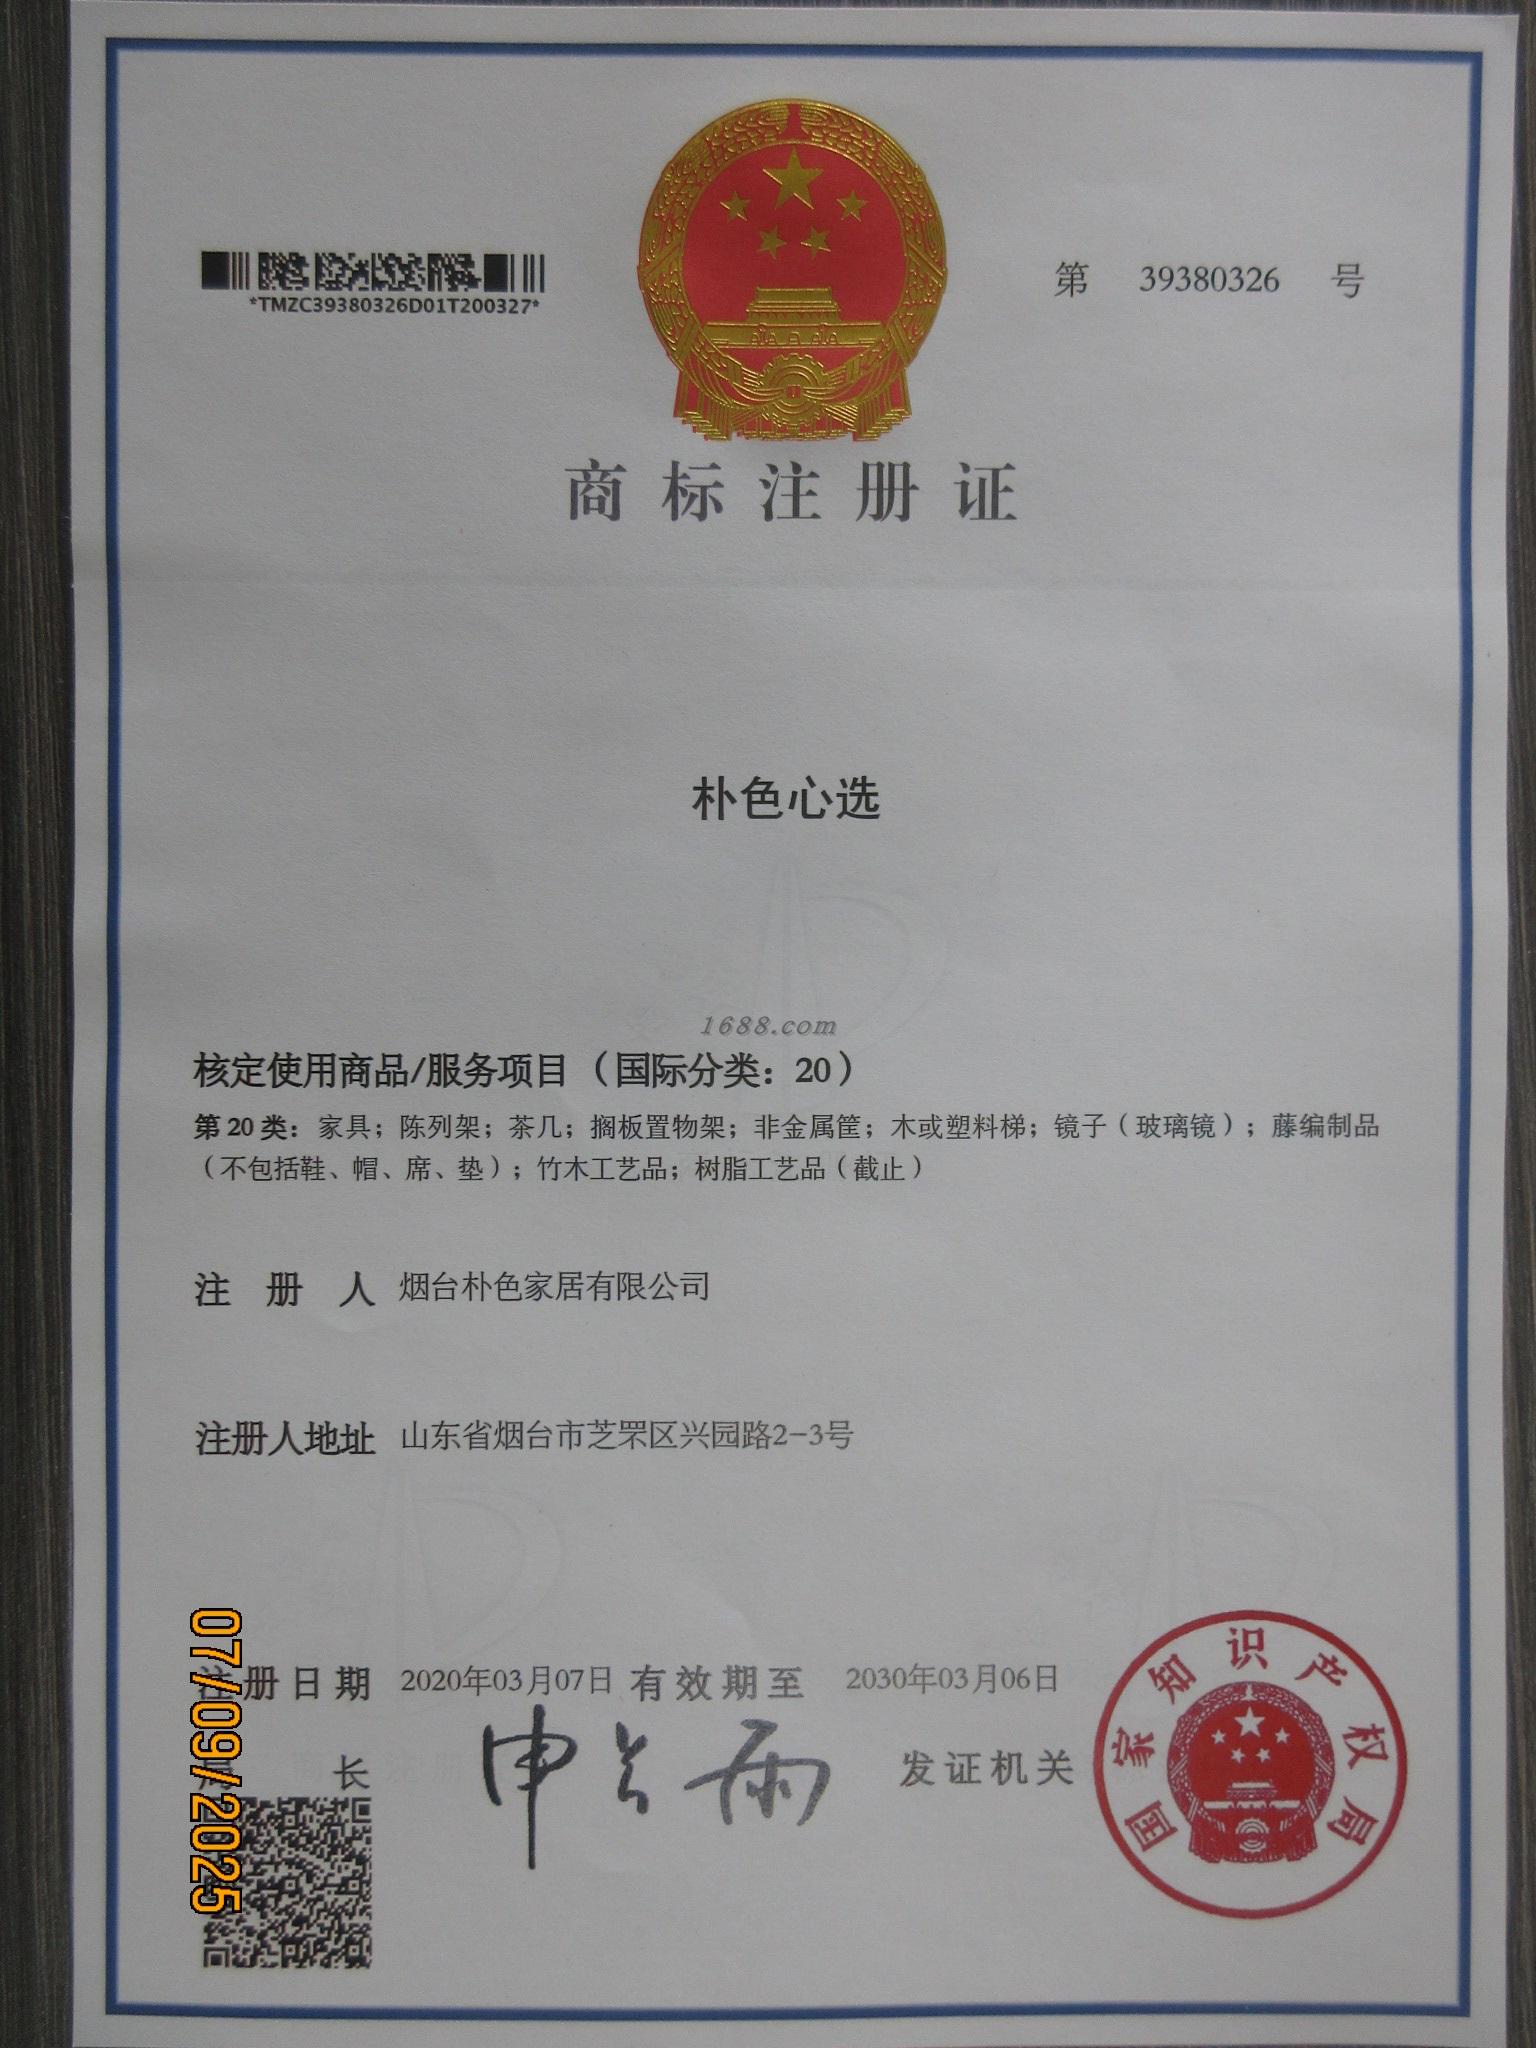 *TMZC39380326D01T200327*
第 39380326 号
商标注册证
朴色心选
1688.com
核定使用商品/服务项目（国际分类：20）
第 20 类：家具；陈列架；茶几；搁板置物架；非金属筐；木或塑料梯；镜子（玻璃镜）；藤编制品
（不包括鞋、帽、席、垫）；竹木工艺品；树脂工艺品（截止）
注册人 烟台朴色家居有限公司
注册人地址 山东省烟台市芝罘区兴园路2-3号
注册日期 2020年03月07日 有效期至 2030年03月06日
局长 申长雨 发证机关
国家知识产权局
07/09/2025